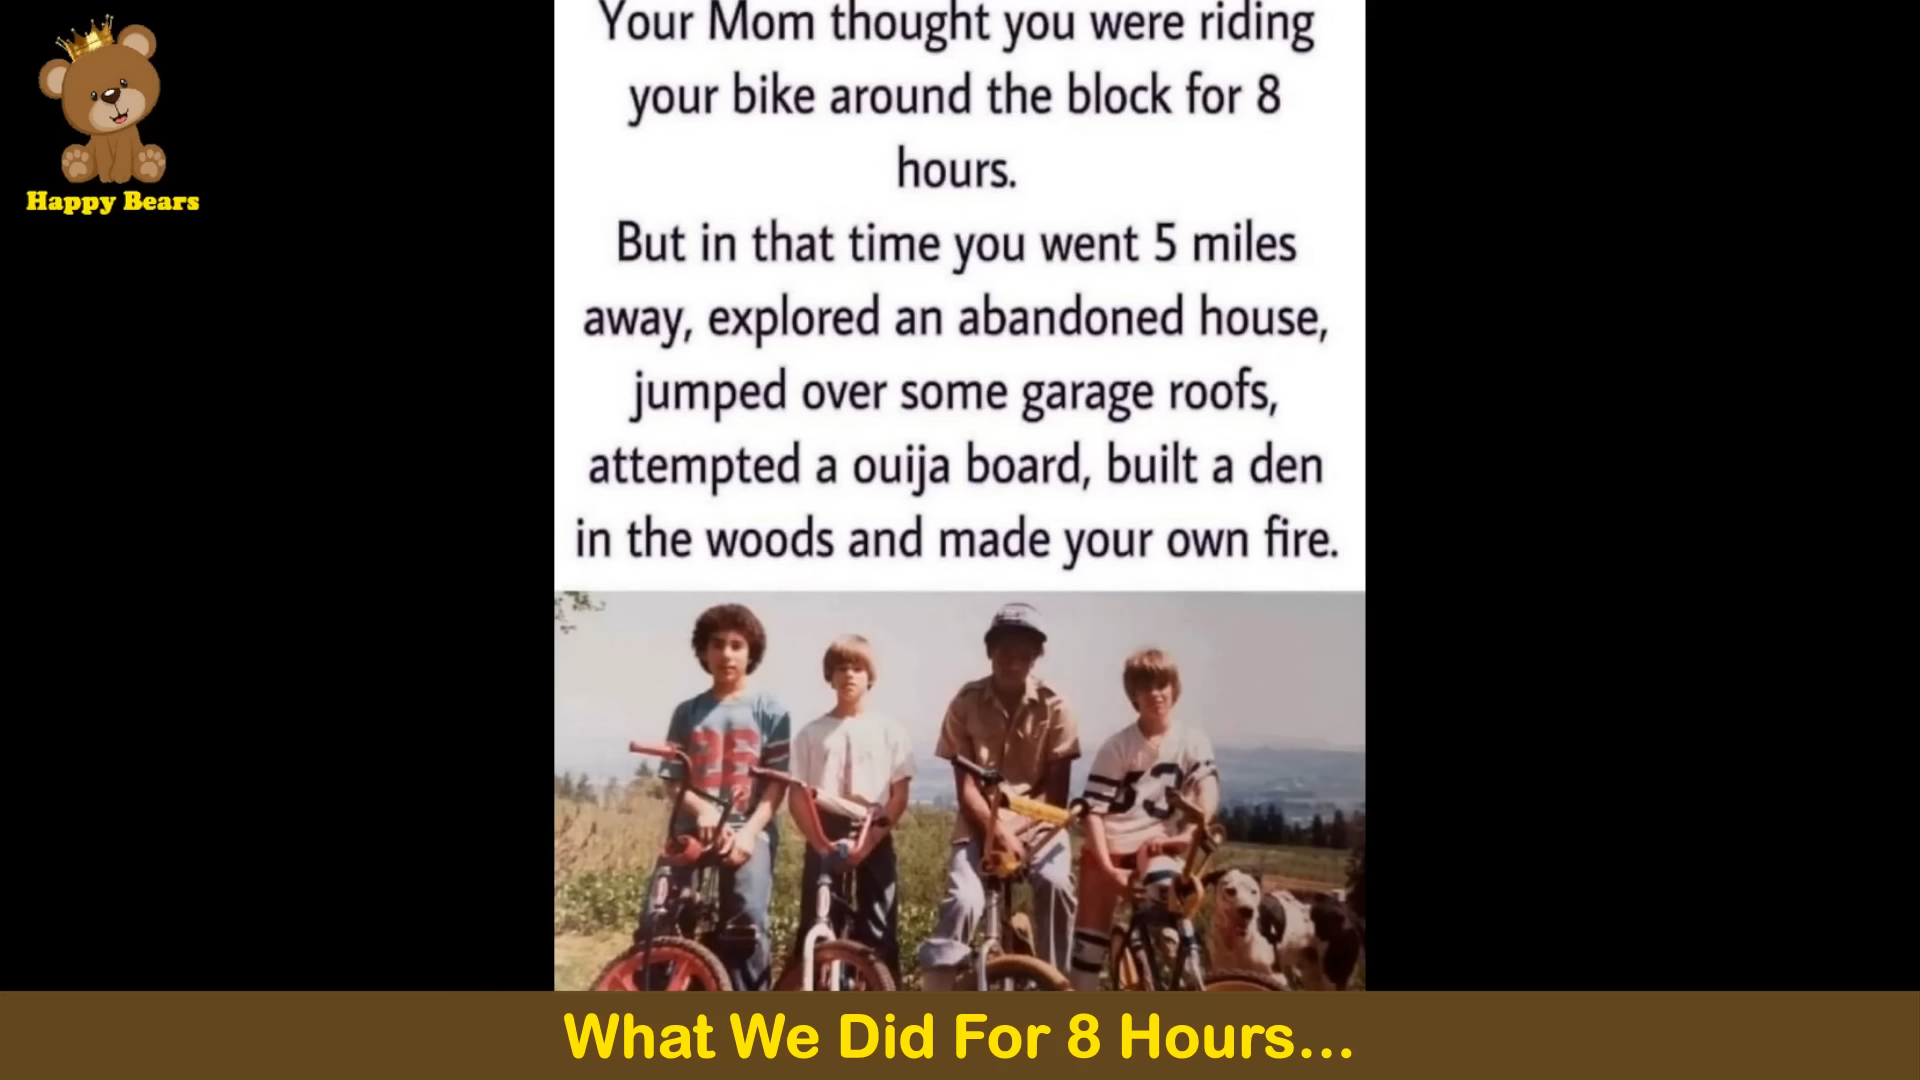 Happy Bears
Your Mom thought you were riding
your bike around the block for 8
hours.
But in that time you went 5 miles
away, explored an abandoned house,
jumped over some garage roofs,
attempted a ouija board, built a den
in the woods and made your own fire.
26
53
What We Did For 8 Hours...